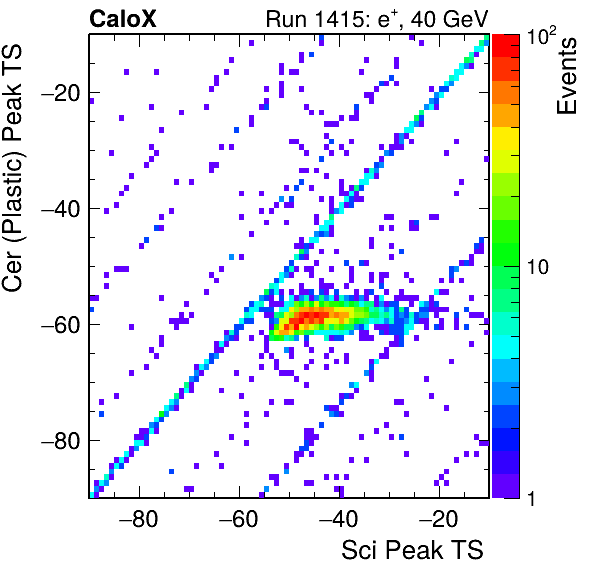 CaloX Run 1415: e⁺, 40 GeV
Cer (Plastic) Peak TS
−20
−40
−60
−80
−80 −60 −40 −20
Sci Peak TS
10²
10
1
Events